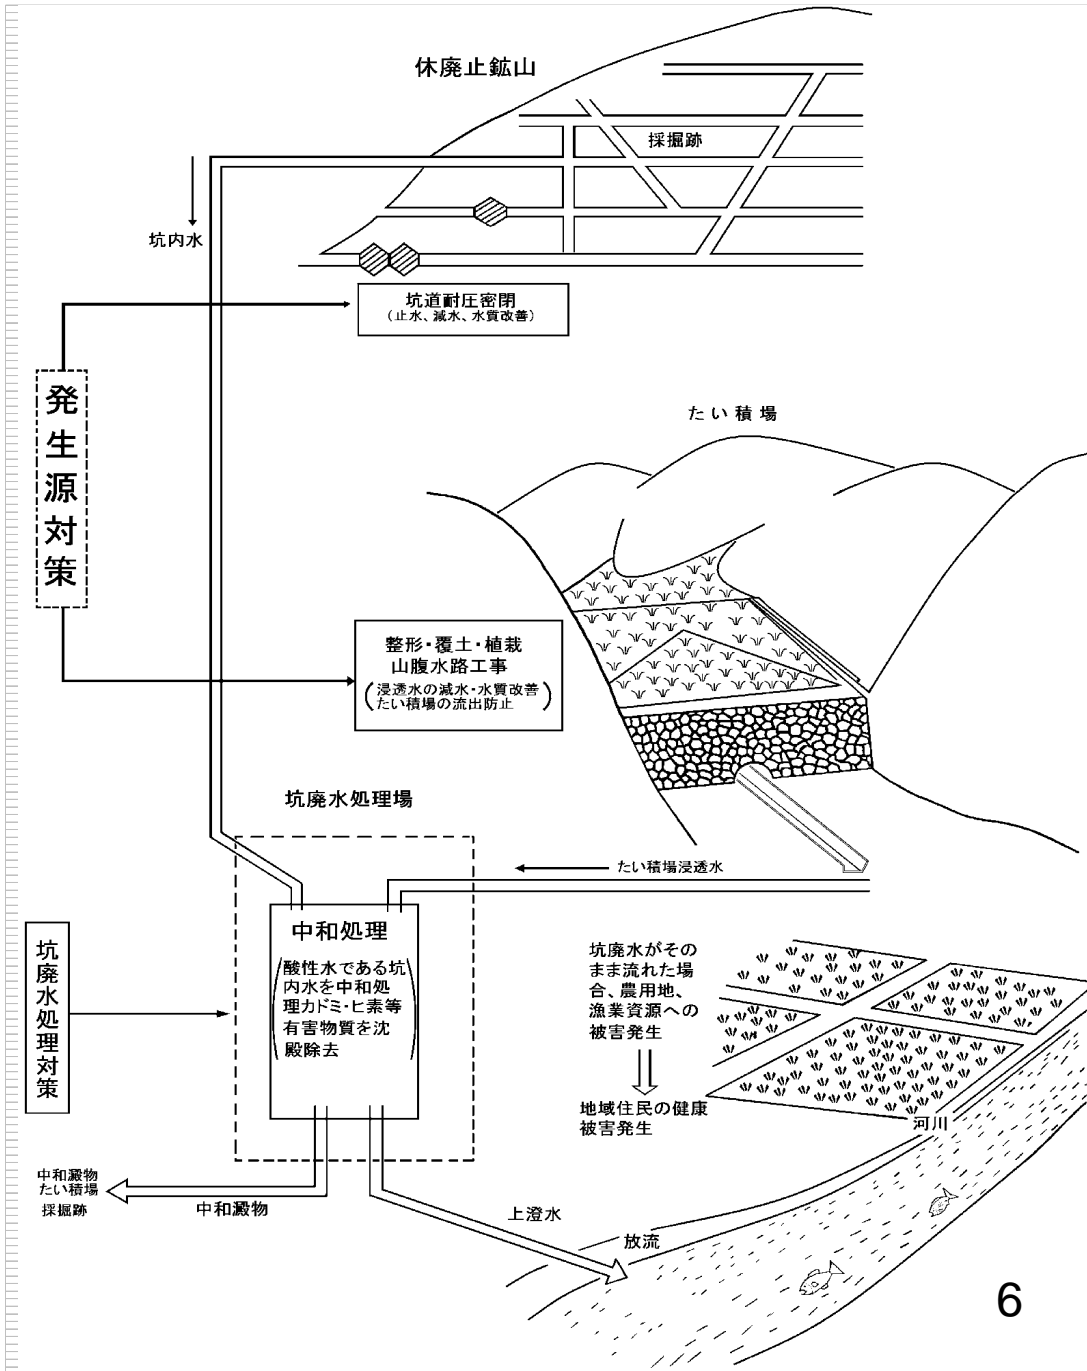 休廃止鉱山
採掘跡
坑内水
坑道耐圧密閉
（止水、減水、水質改善）
発生源対策
たい積場
整形・覆土・植栽
山腹水路工事
（浸透水の減水・水質改善
たい積場の流出防止）
坑廃水処理場
たい積場浸透水
坑廃水処理対策
中和処理
（酸性水である坑
内水を中和処
理カドミ・ヒ素等
有害物質を沈
殿除去）
坑廃水がその
まま流れた場
合、農用地、
漁業資源への
被害発生
地域住民の健康
被害発生
河川
中和澱物
たい積場
採掘跡
中和澱物
上澄水
放流
6